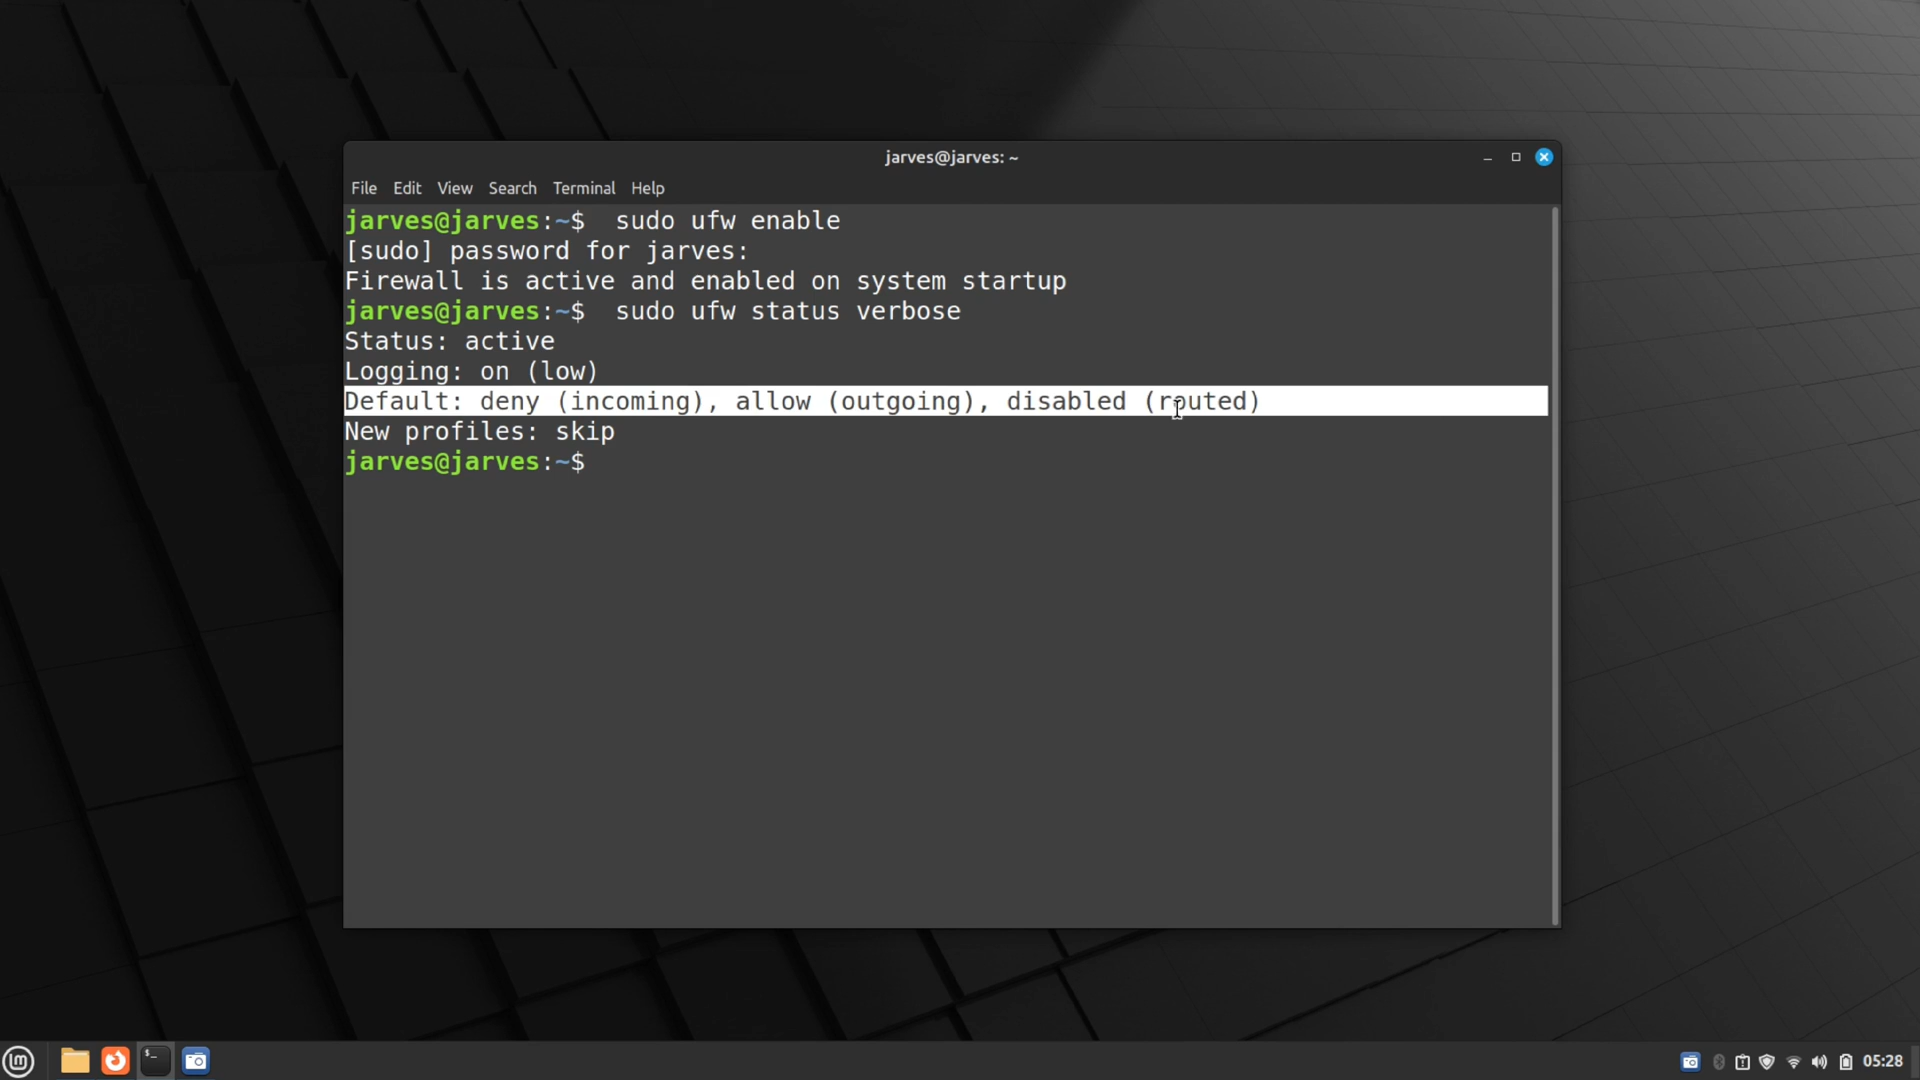 jarves@jarves: ~
File Edit View Search Terminal Help
jarves@jarves:~$  sudo ufw enable
[sudo] password for jarves:
Firewall is active and enabled on system startup
jarves@jarves:~$  sudo ufw status verbose
Status: active
Logging: on (low)
Default: deny (incoming), allow (outgoing), disabled (routed)
New profiles: skip
jarves@jarves:~$
05:28